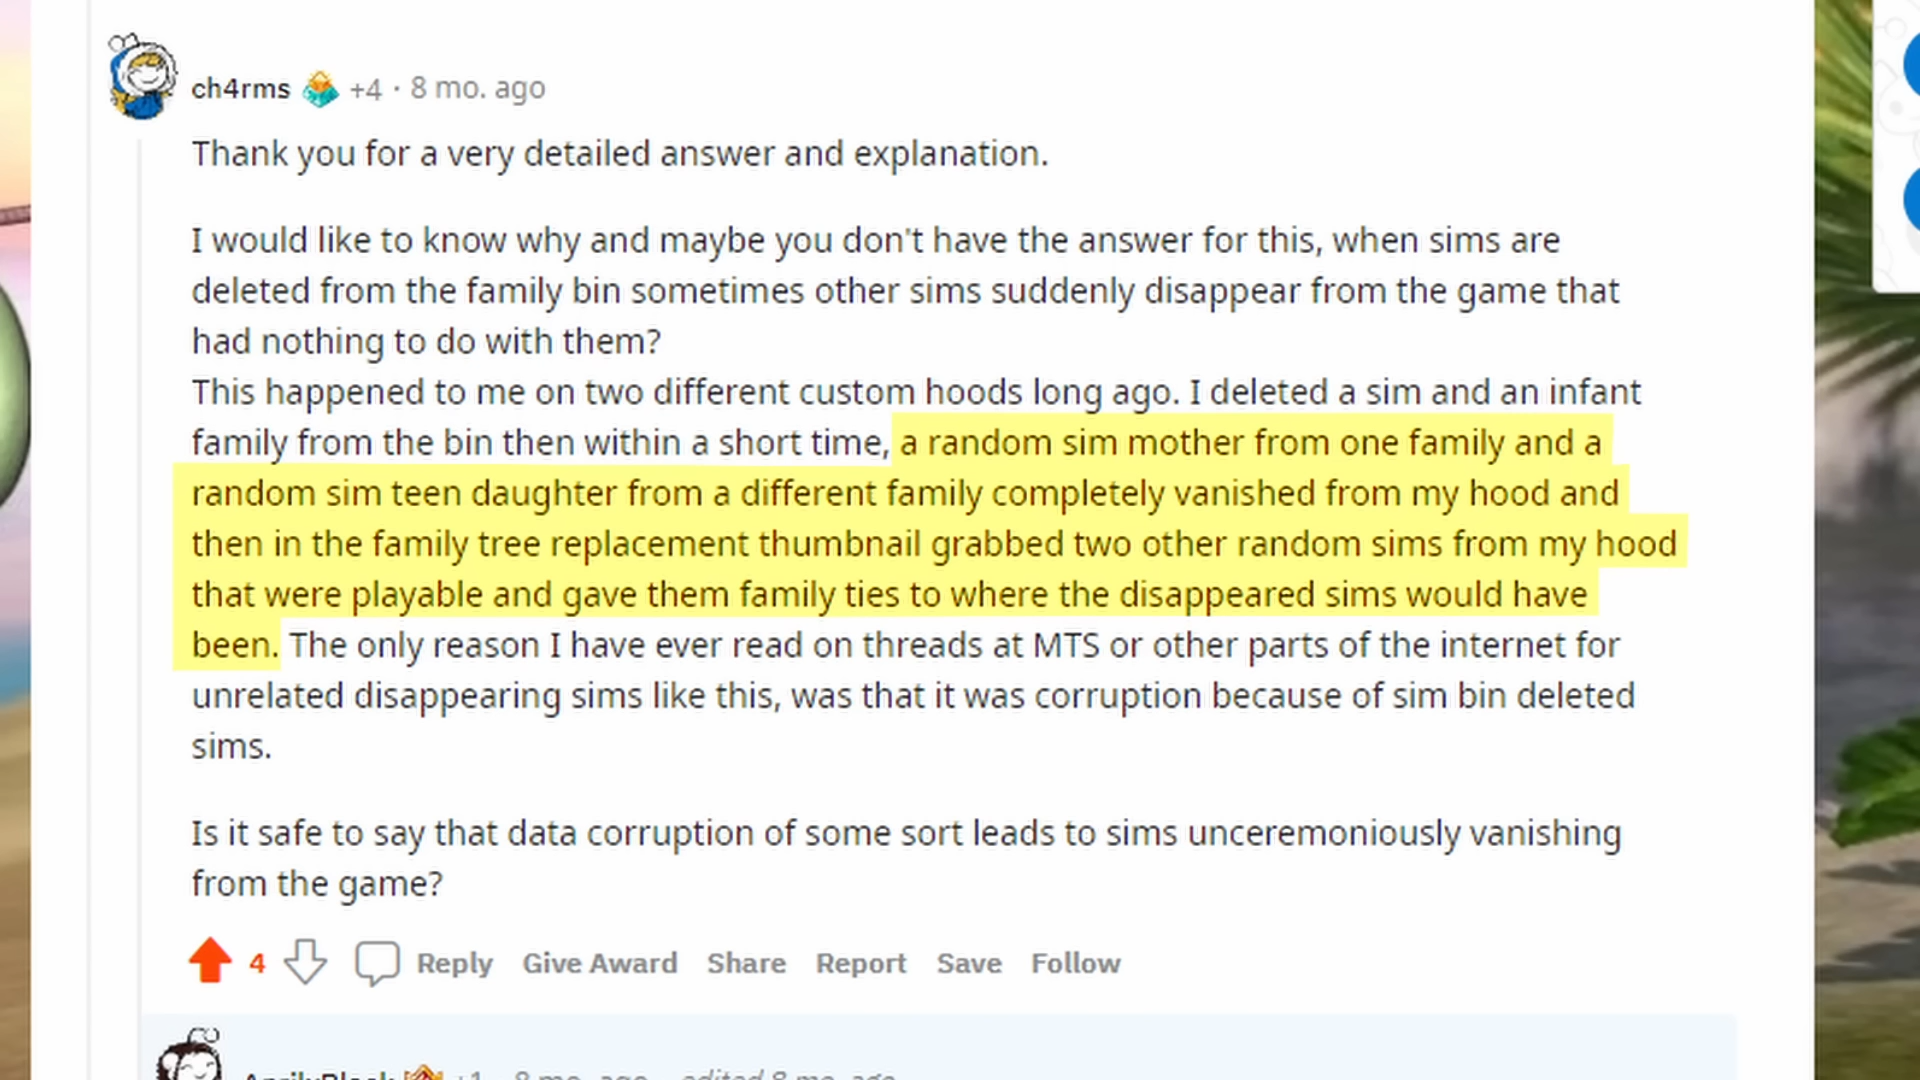 ch4rms +4 · 8 mo. ago
Thank you for a very detailed answer and explanation.
I would like to know why and maybe you don't have the answer for this, when sims are
deleted from the family bin sometimes other sims suddenly disappear from the game that
had nothing to do with them?
This happened to me on two different custom hoods long ago. I deleted a sim and an infant
family from the bin then within a short time, a random sim mother from one family and a
random sim teen daughter from a different family completely vanished from my hood and
then in the family tree replacement thumbnail grabbed two other random sims from my hood
that were playable and gave them family ties to where the disappeared sims would have
been. The only reason I have ever read on threads at MTS or other parts of the internet for
unrelated disappearing sims like this, was that it was corruption because of sim bin deleted
sims.
Is it safe to say that data corruption of some sort leads to sims unceremoniously vanishing
from the game?
4 Reply Give Award Share Report Save Follow
+1 · 8 mo. ago · edited 8 mo. ago